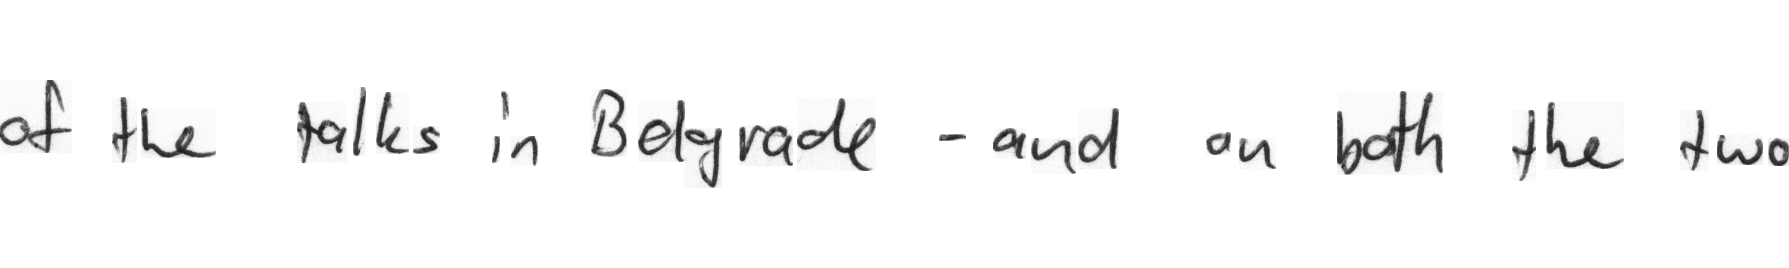 of the talks in Belgrade - and on both the two